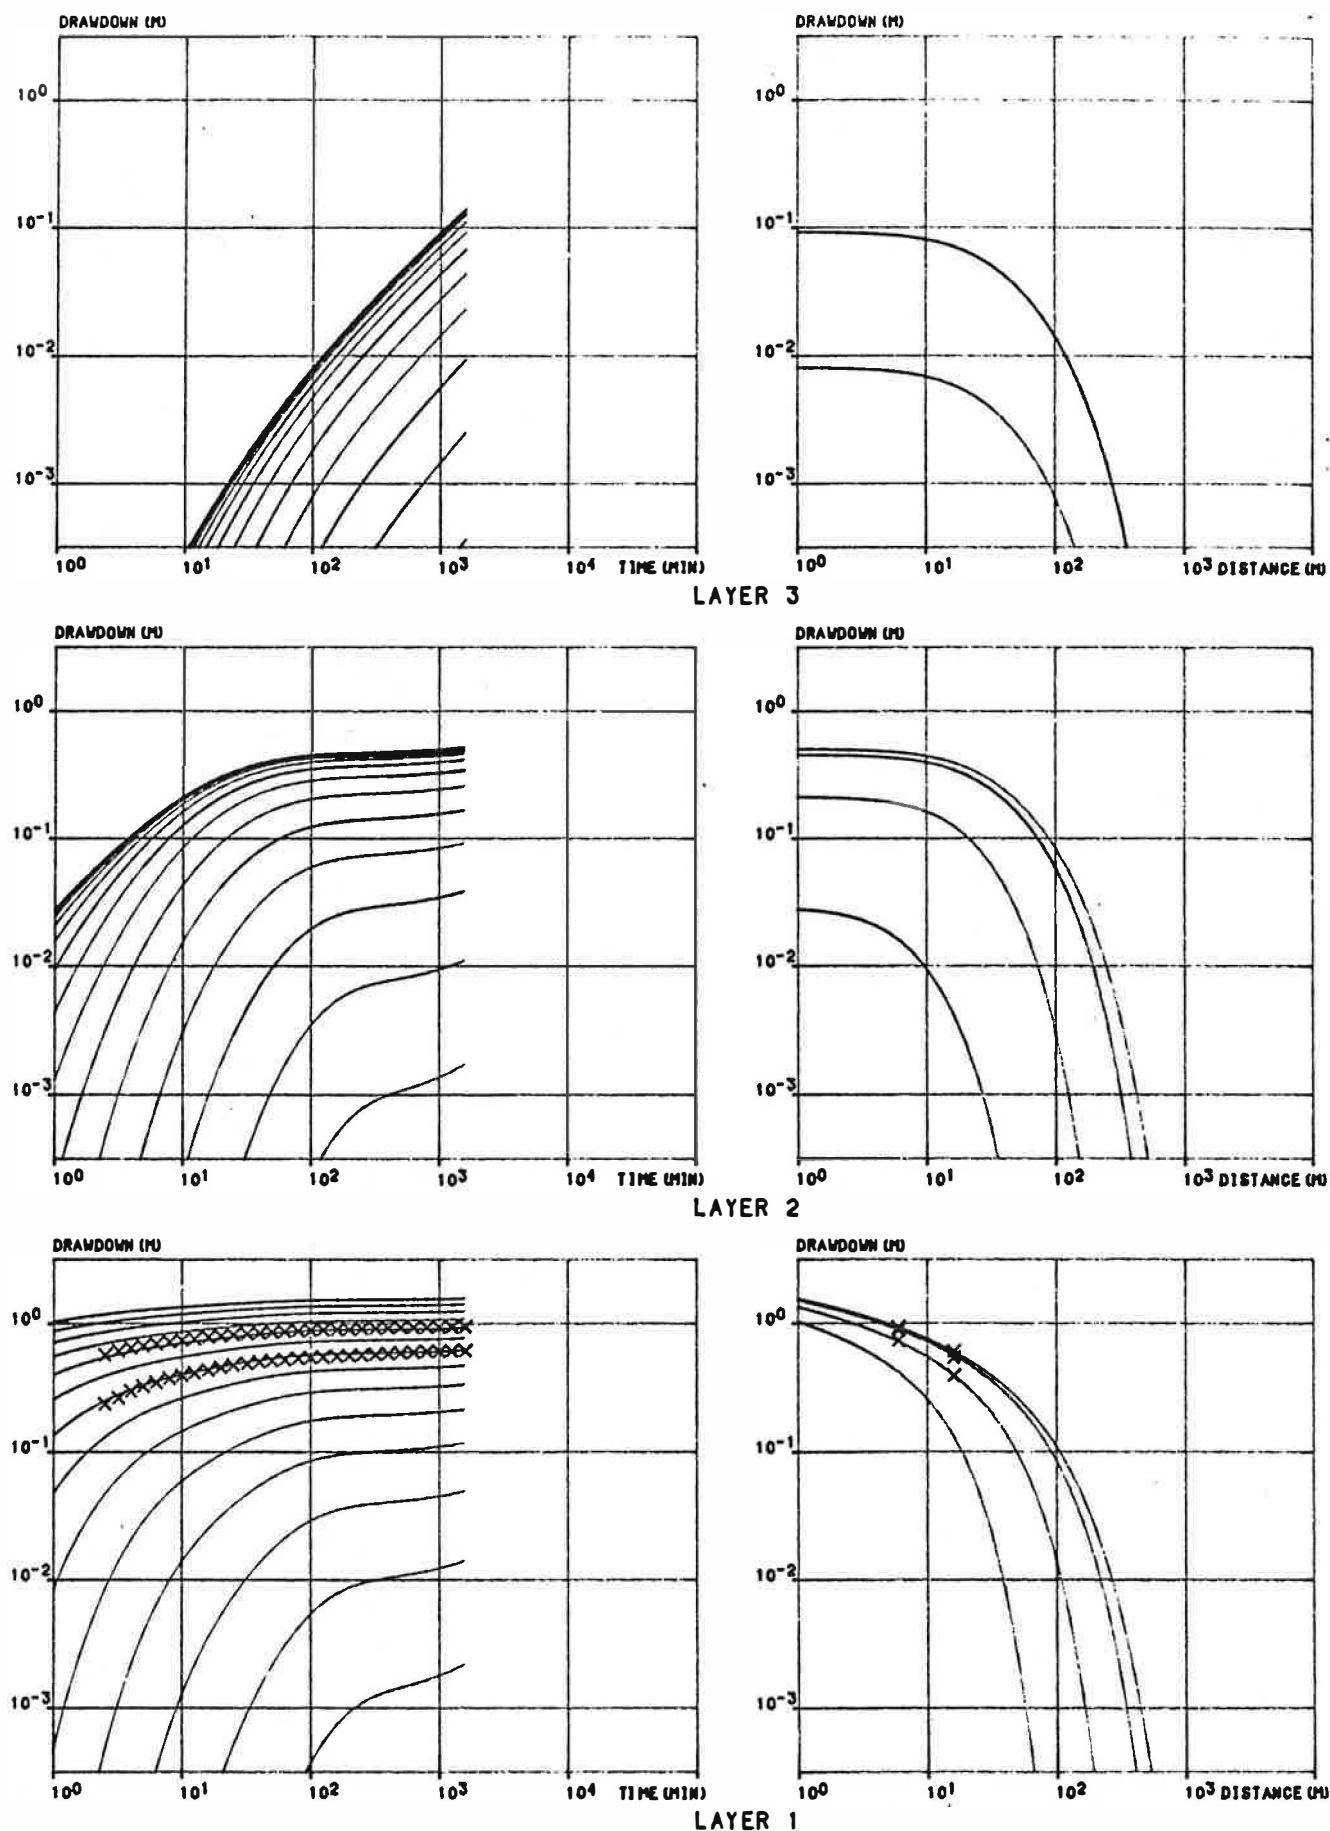 DRAWDOWN (M) DRAWDOWN (M)
10⁰ 10⁰
10⁻¹ 10⁻¹
10⁻² 10⁻²
10⁻³ 10⁻³
10⁰ 10¹ 10² 10³ 10⁴ TIME (MIN) 10⁰ 10¹ 10² 10³ DISTANCE (M)
LAYER 3
DRAWDOWN (M) DRAWDOWN (M)
10⁰ 10⁰
10⁻¹ 10⁻¹
10⁻² 10⁻²
10⁻³ 10⁻³
10⁰ 10¹ 10² 10³ 10⁴ TIME (MIN) 10⁰ 10¹ 10² 10³ DISTANCE (M)
LAYER 2
DRAWDOWN (M) DRAWDOWN (M)
10⁰ 10⁰
10⁻¹ 10⁻¹
10⁻² 10⁻²
10⁻³ 10⁻³
10⁰ 10¹ 10² 10³ 10⁴ TIME (MIN) 10⁰ 10¹ 10² 10³ DISTANCE (M)
LAYER 1